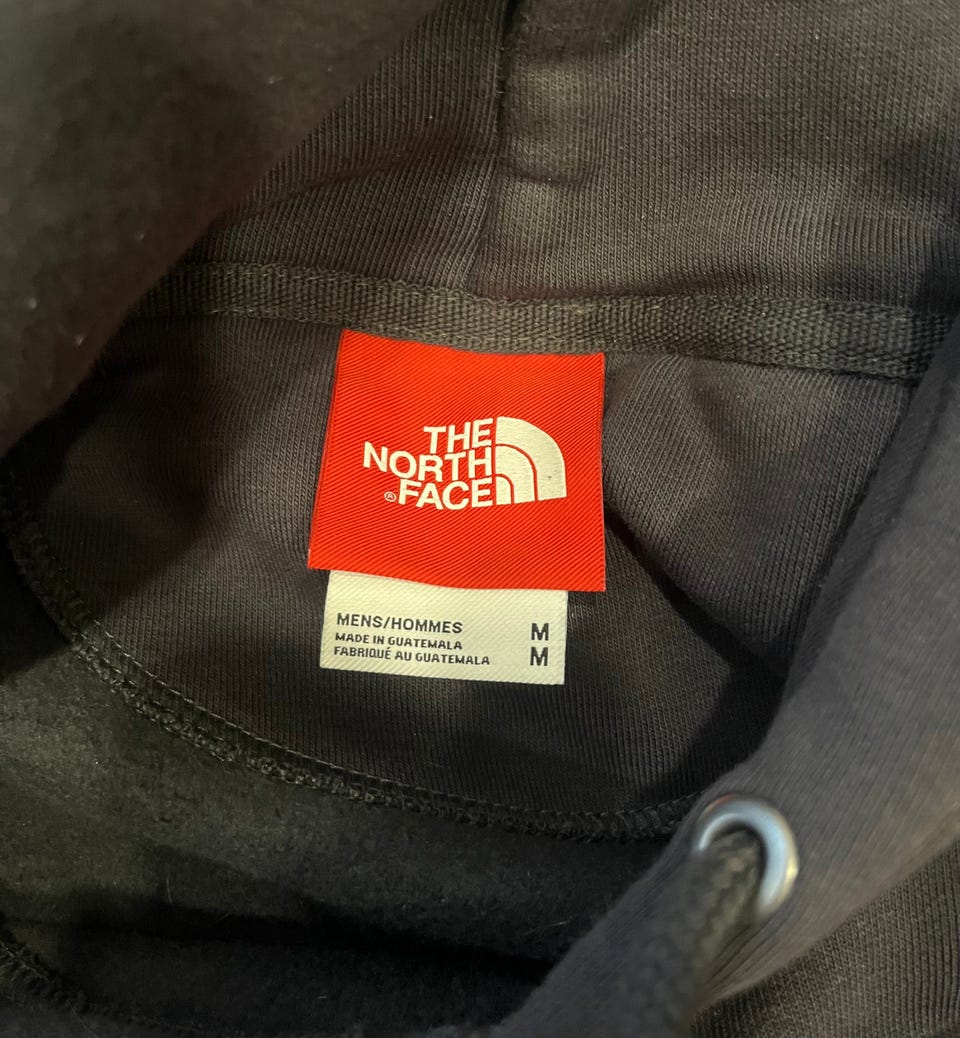 THE
NORTH
®FACE
MENS/HOMMES M
MADE IN GUATEMALA
FABRIQUÉ AU GUATEMALA M